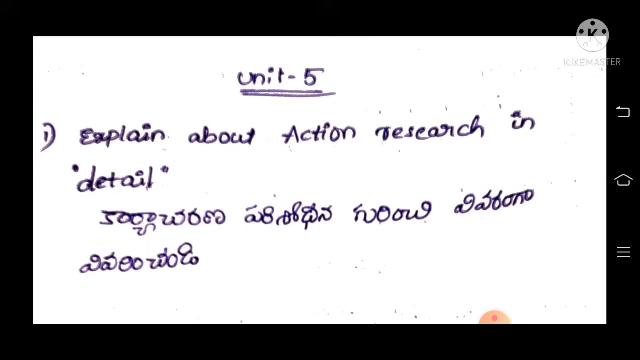 KINEMASTER
Unit-5
1) Explain about Action research in
"detail"
కార్యాచరణ పరిశోధన గురించి వివరంగా
వివరించండి